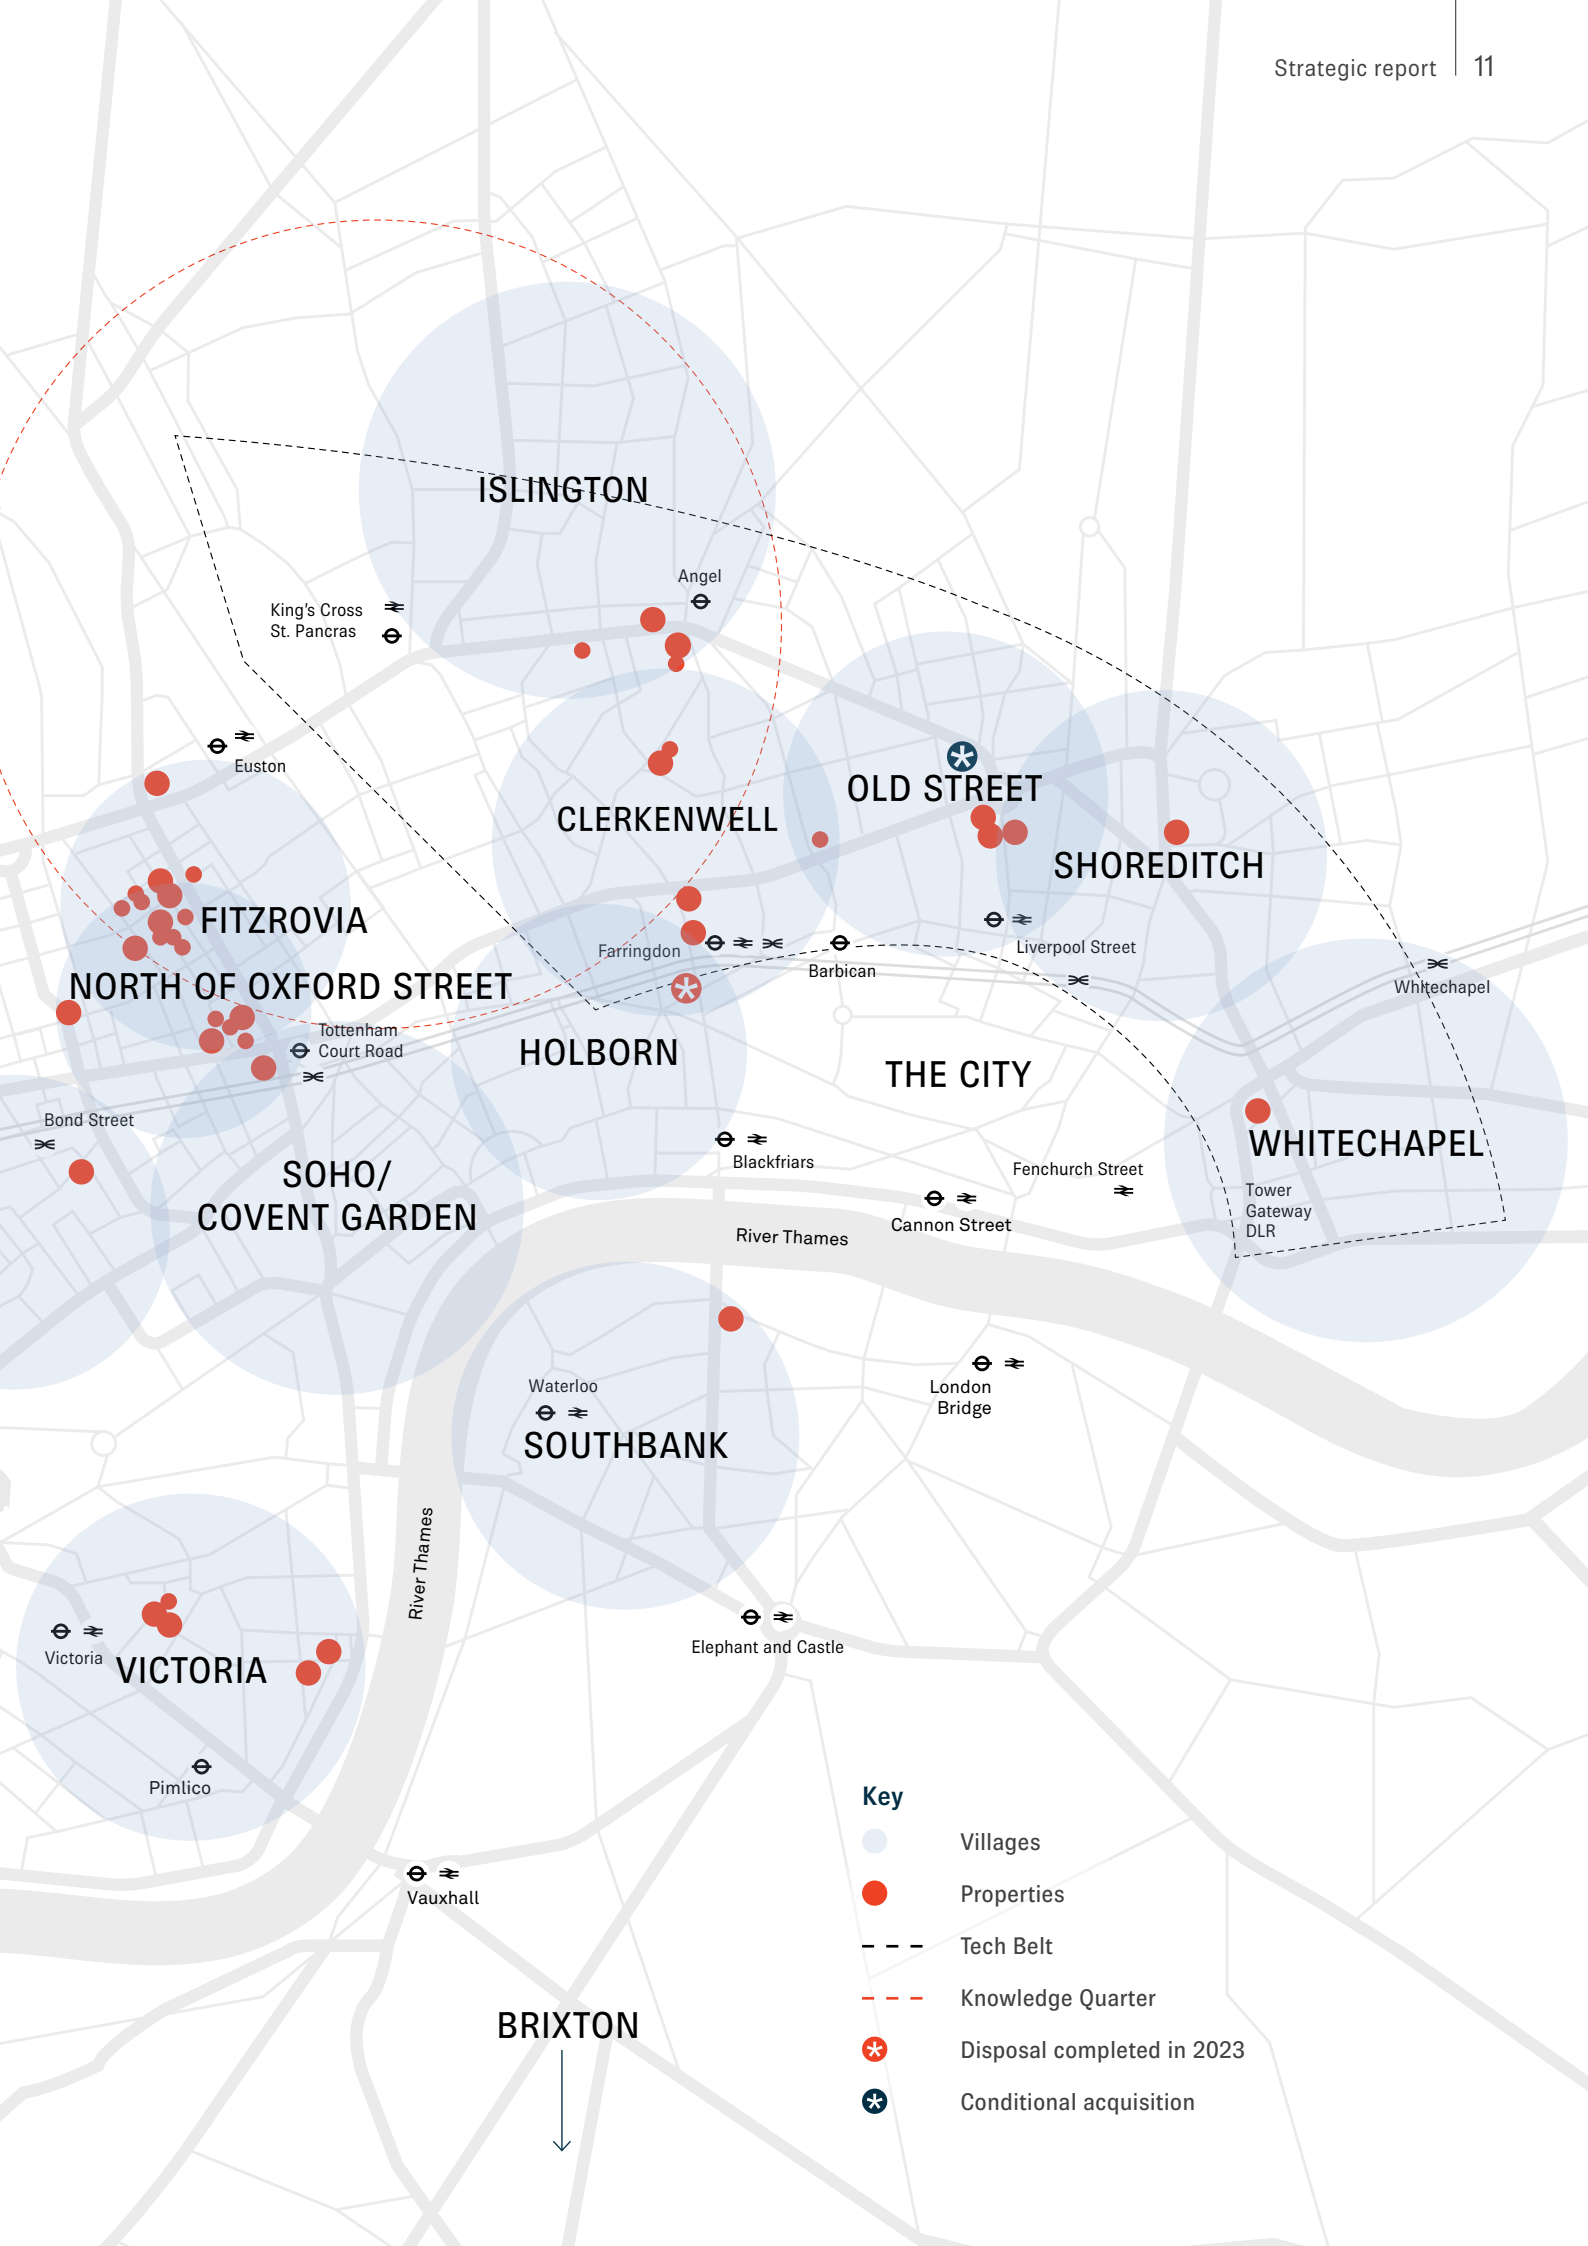 Strategic report 11
ISLINGTON
Angel
King's Cross
St. Pancras
Euston
CLERKENWELL
OLD STREET
SHOREDITCH
FITZROVIA
Farringdon
Barbican
Liverpool Street
Whitechapel
NORTH OF OXFORD STREET
Tottenham
Court Road
HOLBORN
THE CITY
Bond Street
WHITECHAPEL
Blackfriars
Fenchurch Street
SOHO/
COVENT GARDEN
Tower
Gateway
DLR
Cannon Street
River Thames
Waterloo
London
Bridge
SOUTHBANK
River Thames
Elephant and Castle
Victoria
VICTORIA
Pimlico
Vauxhall
BRIXTON
Key
Villages
Properties
Tech Belt
Knowledge Quarter
Disposal completed in 2023
Conditional acquisition